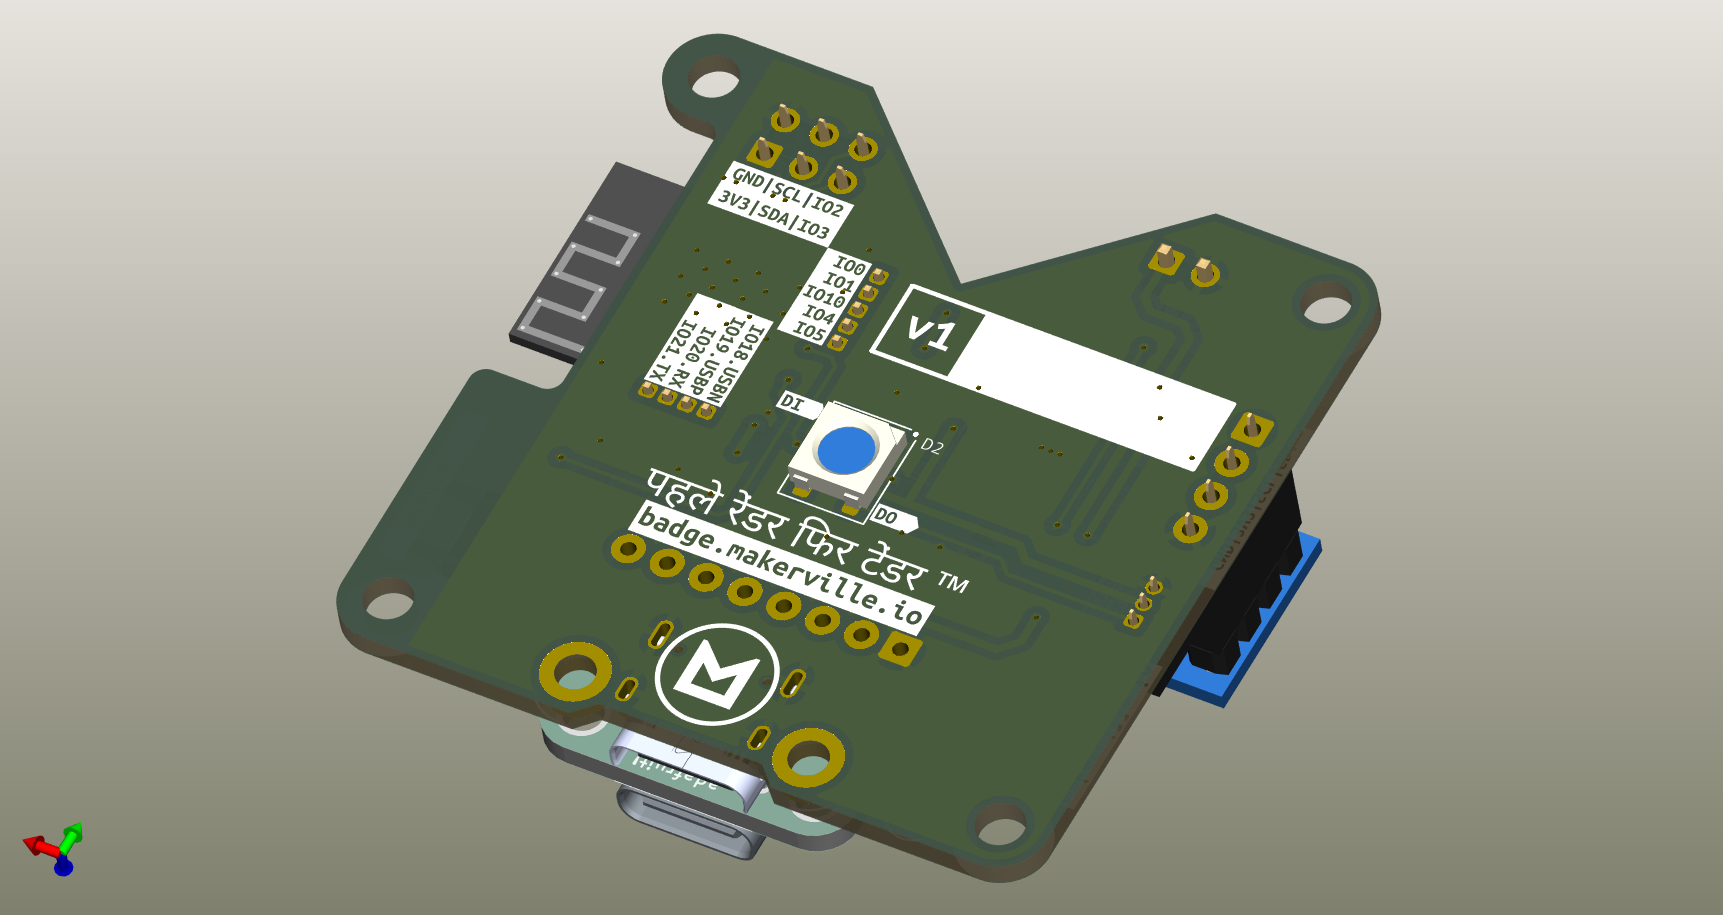 GND|SCL|IO2
3V3|SDA|IO3
IO0
IO1
IO10
IO4
IO5
IO18.USBN
IO19.USBP
IO20.RX
IO21.TX
v1
DI
D2
DO
पहले रेडर फिर टेडर ™
badge.makerville.io
adafruit